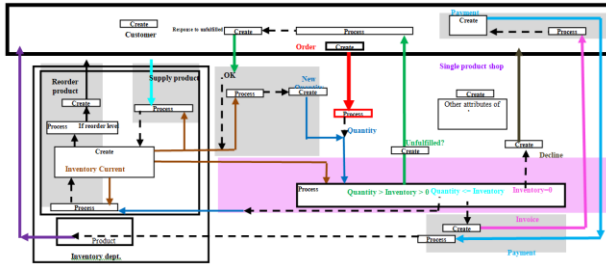 Payment
Create
Create
Customer
Response to unfulfilled
Create
Process
Process
Order
Create
Single product shop
Reorder
product
Supply product
OK
New
Create
Process
Process
Create
Create
Process
If reorder level
Process
Other attributes of
Quantity
Create
Inventory Current
Unfulfilled?
Create
Create
Decline
Process
Quantity > Inventory > 0
Quantity <= Inventory
Inventory=0
Process
Product
Create
Invoice
Process
Inventory dept.
Payment